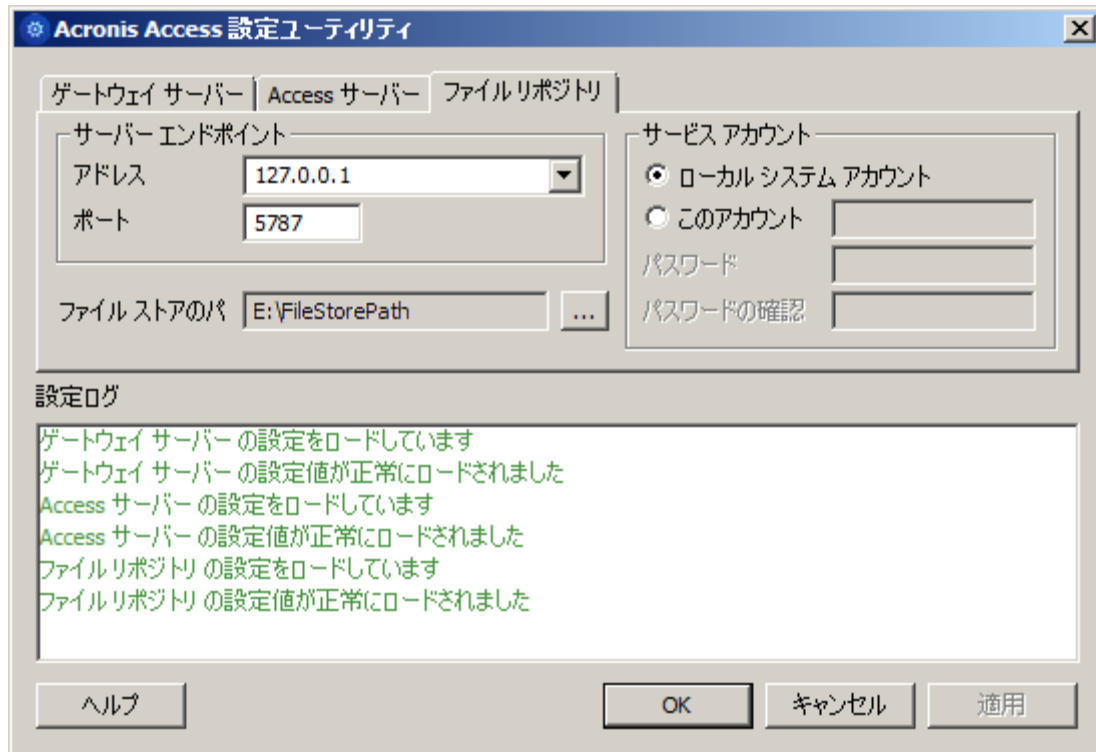 Acronis Access 設定ユーティリティ
ゲートウェイ サーバー
Access サーバー
ファイル リポジトリ
サーバー エンドポイント
アドレス
127.0.0.1
ポート
5787
ファイル ストアのパ
E:\FileStorePath
...
サービス アカウント
ローカル システム アカウント
このアカウント
パスワード
パスワードの確認
設定ログ
ゲートウェイ サーバー の設定をロードしています
ゲートウェイ サーバー の設定値が正常にロードされました
Access サーバー の設定をロードしています
Access サーバー の設定値が正常にロードされました
ファイル リポジトリ の設定をロードしています
ファイル リポジトリ の設定値が正常にロードされました
ヘルプ
OK
キャンセル
適用